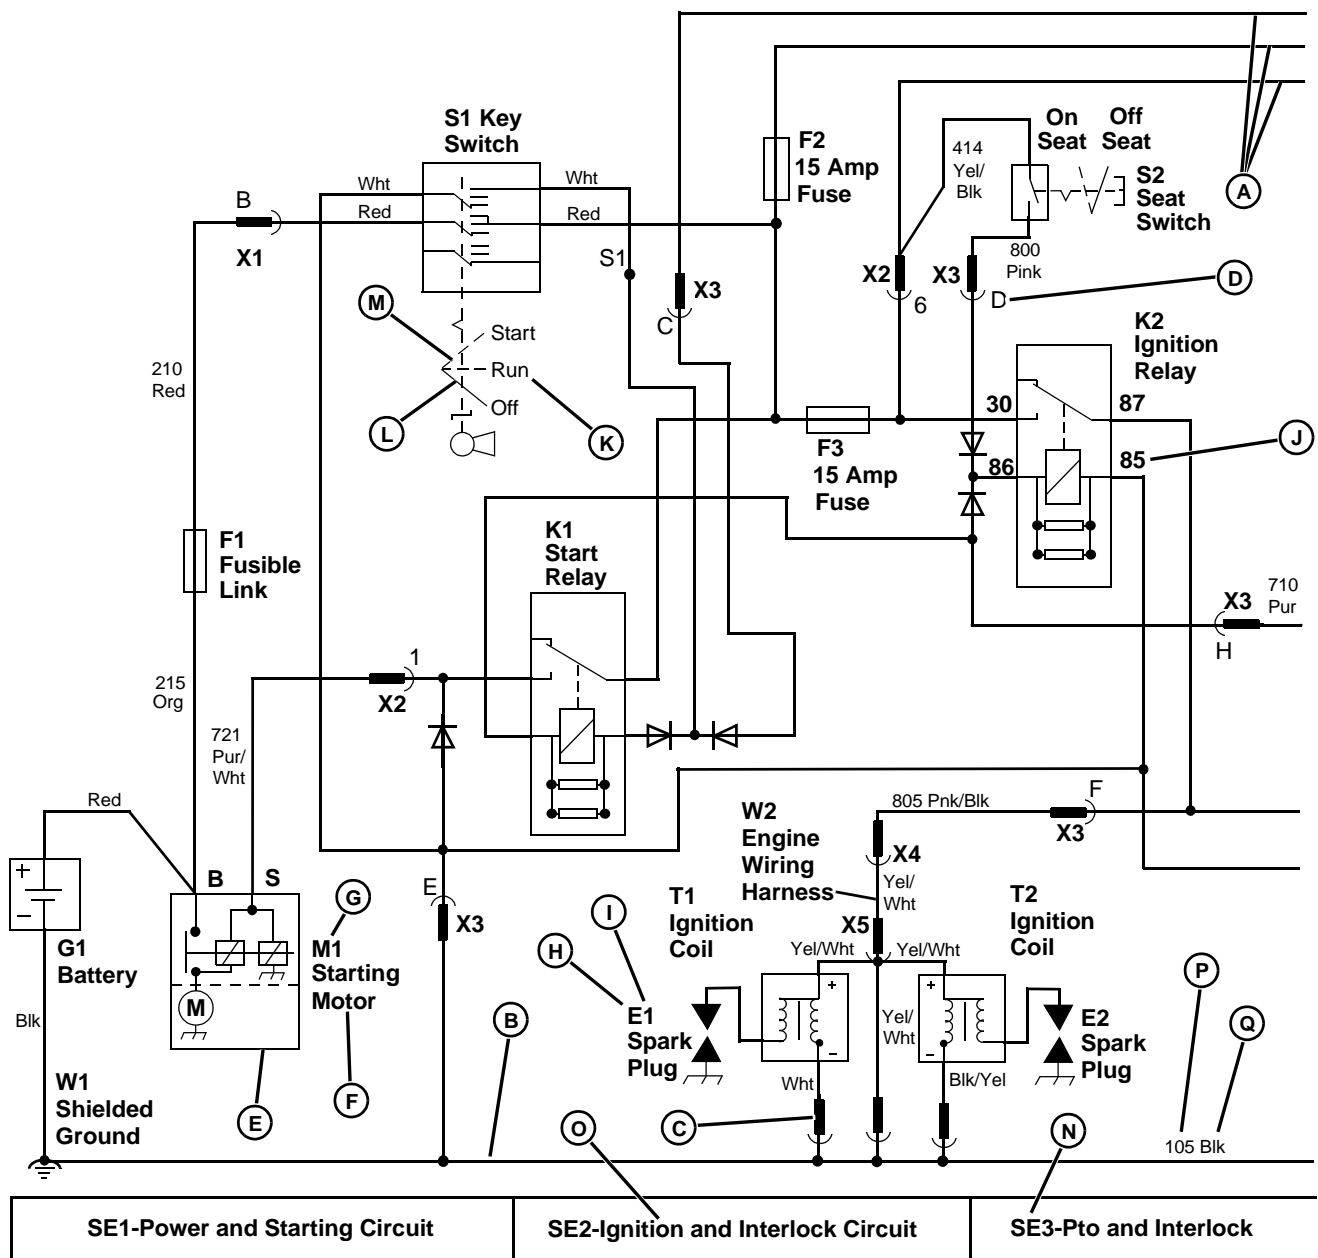 S1 Key
Switch
On
Seat
Off
Seat
F2
15 Amp
Fuse
414
Yel/
Blk
S2
Seat
Switch
A
Wht
Wht
B
Red
Red
X1
S1
800
Pink
X2
X3
X3
D
6
D
C
M
Start
Run
Off
K2
Ignition
Relay
210
Red
L
K
30
87
F3
15 Amp
Fuse
86
85
J
F1
Fusible
Link
K1
Start
Relay
X3
710
Pur
H
1
X2
215
Org
721
Pur/
Wht
Red
805 Pnk/Blk
F
X3
W2
Engine
Wiring
Harness
X4
Yel/
Wht
+
−
G1
Battery
B
S
G
E
X3
M1
Starting
Motor
M
I
H
T1
Ignition
Coil
X5
Yel/Wht
Yel/Wht
T2
Ignition
Coil
P
Q
Blk
B
E1
Spark
Plug
+
−
Yel/
Wht
+
−
E2
Spark
Plug
Wht
Blk/Yel
W1
Shielded
Ground
E
F
O
C
N
105 Blk
SE1-Power and Starting Circuit
SE2-Ignition and Interlock Circuit
SE3-Pto and Interlock